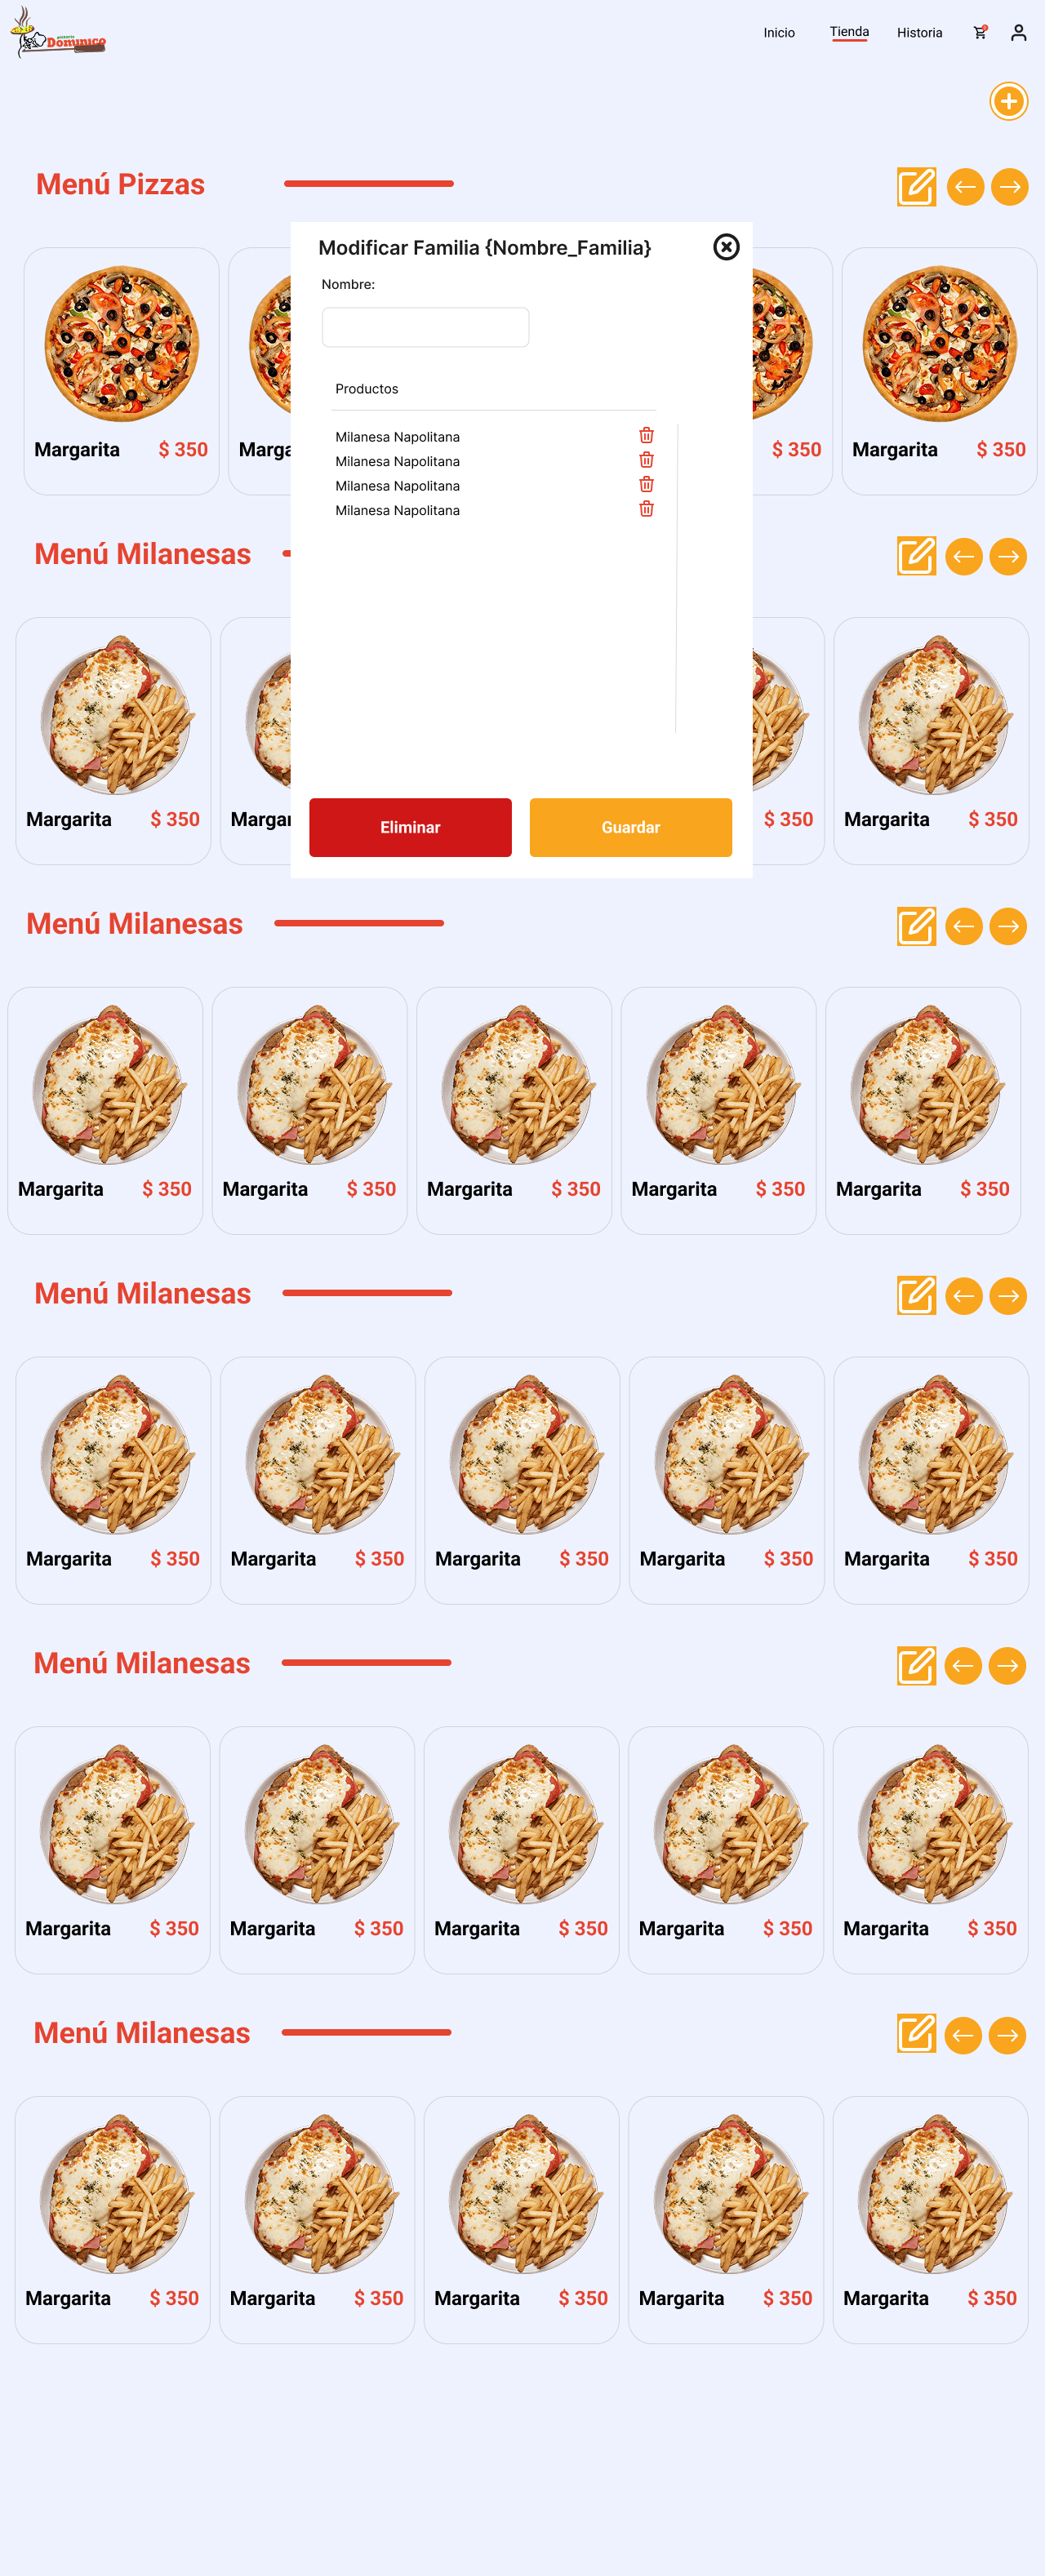 Domunico
Inicio Tienda Historia
Menú Pizzas
Modificar Familia {Nombre_Familia}
Nombre:
Productos
Milanesa Napolitana
Milanesa Napolitana
Milanesa Napolitana
Milanesa Napolitana
Eliminar Guardar
Margarita $ 350 Marga $ 350 Margarita $ 350
Menú Milanesas
Margarita $ 350 Margar $ 350 Margarita $ 350
Menú Milanesas
Margarita $ 350 Margarita $ 350 Margarita $ 350 Margarita $ 350 Margarita $ 350
Menú Milanesas
Margarita $ 350 Margarita $ 350 Margarita $ 350 Margarita $ 350 Margarita $ 350
Menú Milanesas
Margarita $ 350 Margarita $ 350 Margarita $ 350 Margarita $ 350 Margarita $ 350
Menú Milanesas
Margarita $ 350 Margarita $ 350 Margarita $ 350 Margarita $ 350 Margarita $ 350